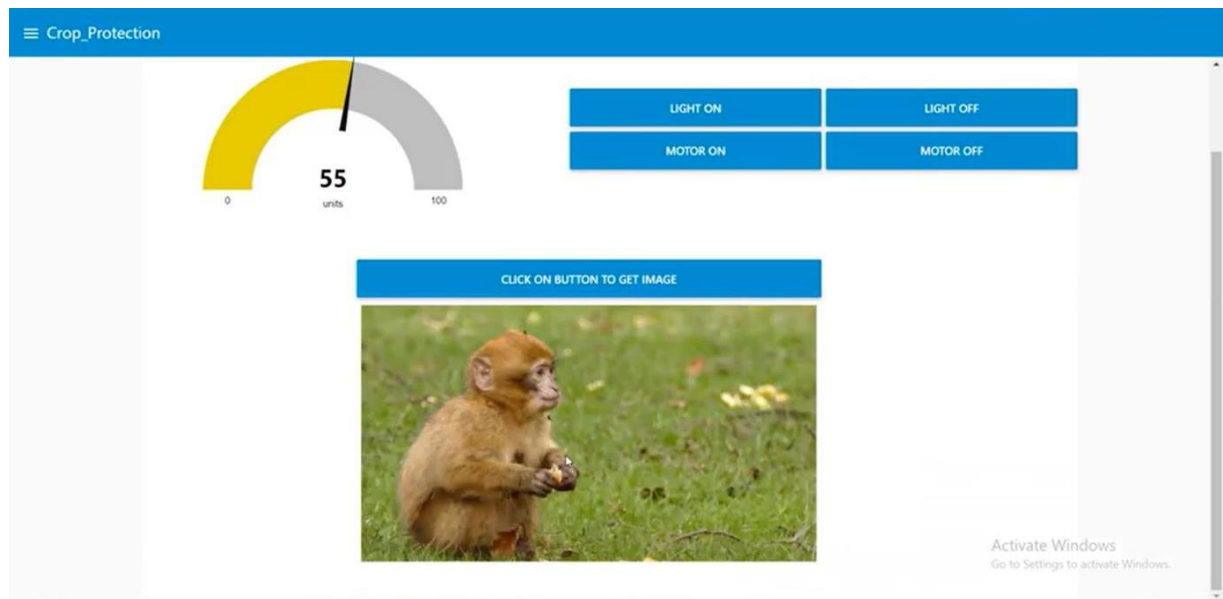 Crop_Protection
LIGHT ON
LIGHT OFF
MOTOR ON
MOTOR OFF
55
0
units
100
CLICK ON BUTTON TO GET IMAGE
Activate Windows
Go to Settings to activate Windows.